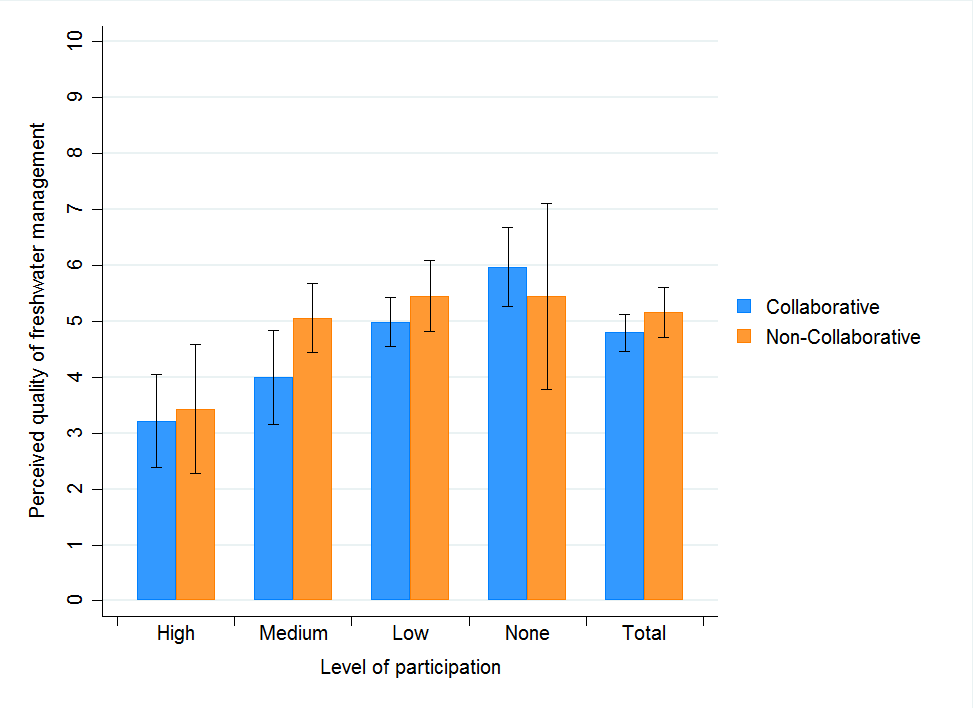 10
9
8
7
6
5
4
3
2
1
0
Perceived quality of freshwater management
High Medium Low None Total
Level of participation
Collaborative
Non-Collaborative